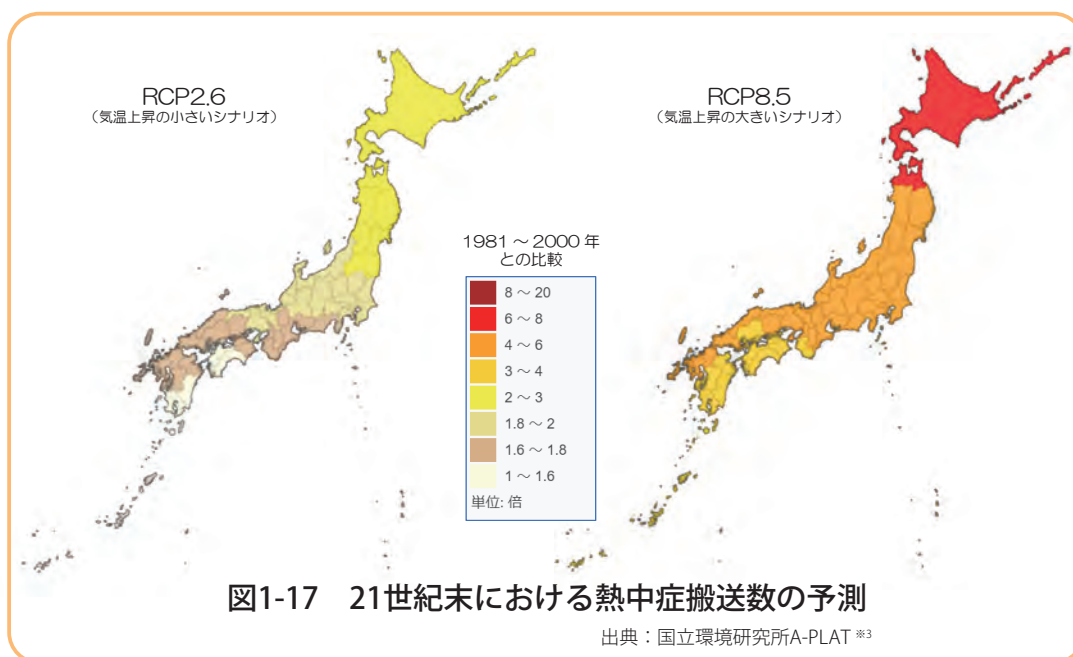 RCP2.6
(気温上昇の小さいシナリオ)
RCP8.5
(気温上昇の大きいシナリオ)
1981 ~ 2000 年
との比較
8 ~ 20
6 ~ 8
4 ~ 6
3 ~ 4
2 ~ 3
1.8 ~ 2
1.6 ~ 1.8
1 ~ 1.6
単位: 倍
図1-17 21世紀末における熱中症搬送数の予測
出典:国立環境研究所A-PLAT ※3